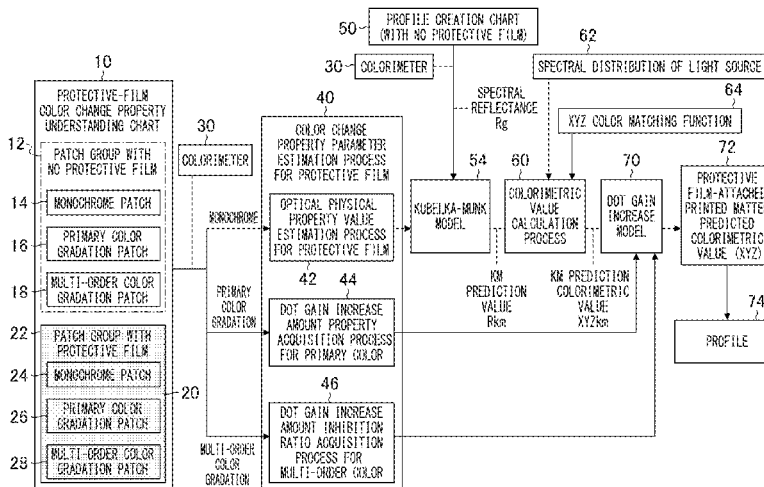 10
PROTECTIVE-FILM
COLOR CHANGE PROPERTY
UNDERSTANDING CHART
12
PATCH GROUP WITH
NO PROTECTIVE FILM
14
MONOCHROME PATCH
16
PRIMARY COLOR
GRADATION PATCH
18
MULTI-ORDER COLOR
GRADATION PATCH
22
PATCH GROUP WITH
PROTECTIVE FILM
24
MONOCHROME PATCH
20
26
PRIMARY COLOR
GRADATION PATCH
28
MULTI-ORDER COLOR
GRADATION PATCH
30
COLORIMETER
MONOCHROME
PRIMARY COLOR
GRADATION
MULTI-ORDER COLOR
GRADATION
40
COLOR CHANGE
PROPERTY PARAMETER
ESTIMATION PROCESS
FOR PROTECTIVE FILM
OPTICAL PHYSICAL
PROPERTY VALUE
ESTIMATION PROCESS
FOR PROTECTIVE FILM
42
44
DOT GAIN INCREASE
AMOUNT PROPERTY
ACQUISITION PROCESS
FOR PRIMARY COLOR
46
DOT GAIN INCREASE
AMOUNT INHIBITION
RATIO ACQUISITION
PROCESS FOR
MULTI-ORDER COLOR
50
PROFILE CREATION CHART
(WITH NO PROTECTIVE FILM)
30
COLORIMETER
SPECTRAL
REFLECTANCE
Rg
54
KUBELKA-MUNK
MODEL
KM
PREDICTION
VALUE
Rkm
62
SPECTRAL DISTRIBUTION OF LIGHT SOURCE
64
XYZ COLOR MATCHING FUNCTION
60
COLORIMETRIC
VALUE
CALCULATION
PROCESS
KM PREDICTION
COLORIMETRIC
VALUE
XYZkm
70
DOT GAIN
INCREASE
MODEL
72
PROTECTIVE
FILM-ATTACHED
PRINTED MATTER
PREDICTED
COLORIMETRIC
VALUE (XYZ)
74
PROFILE